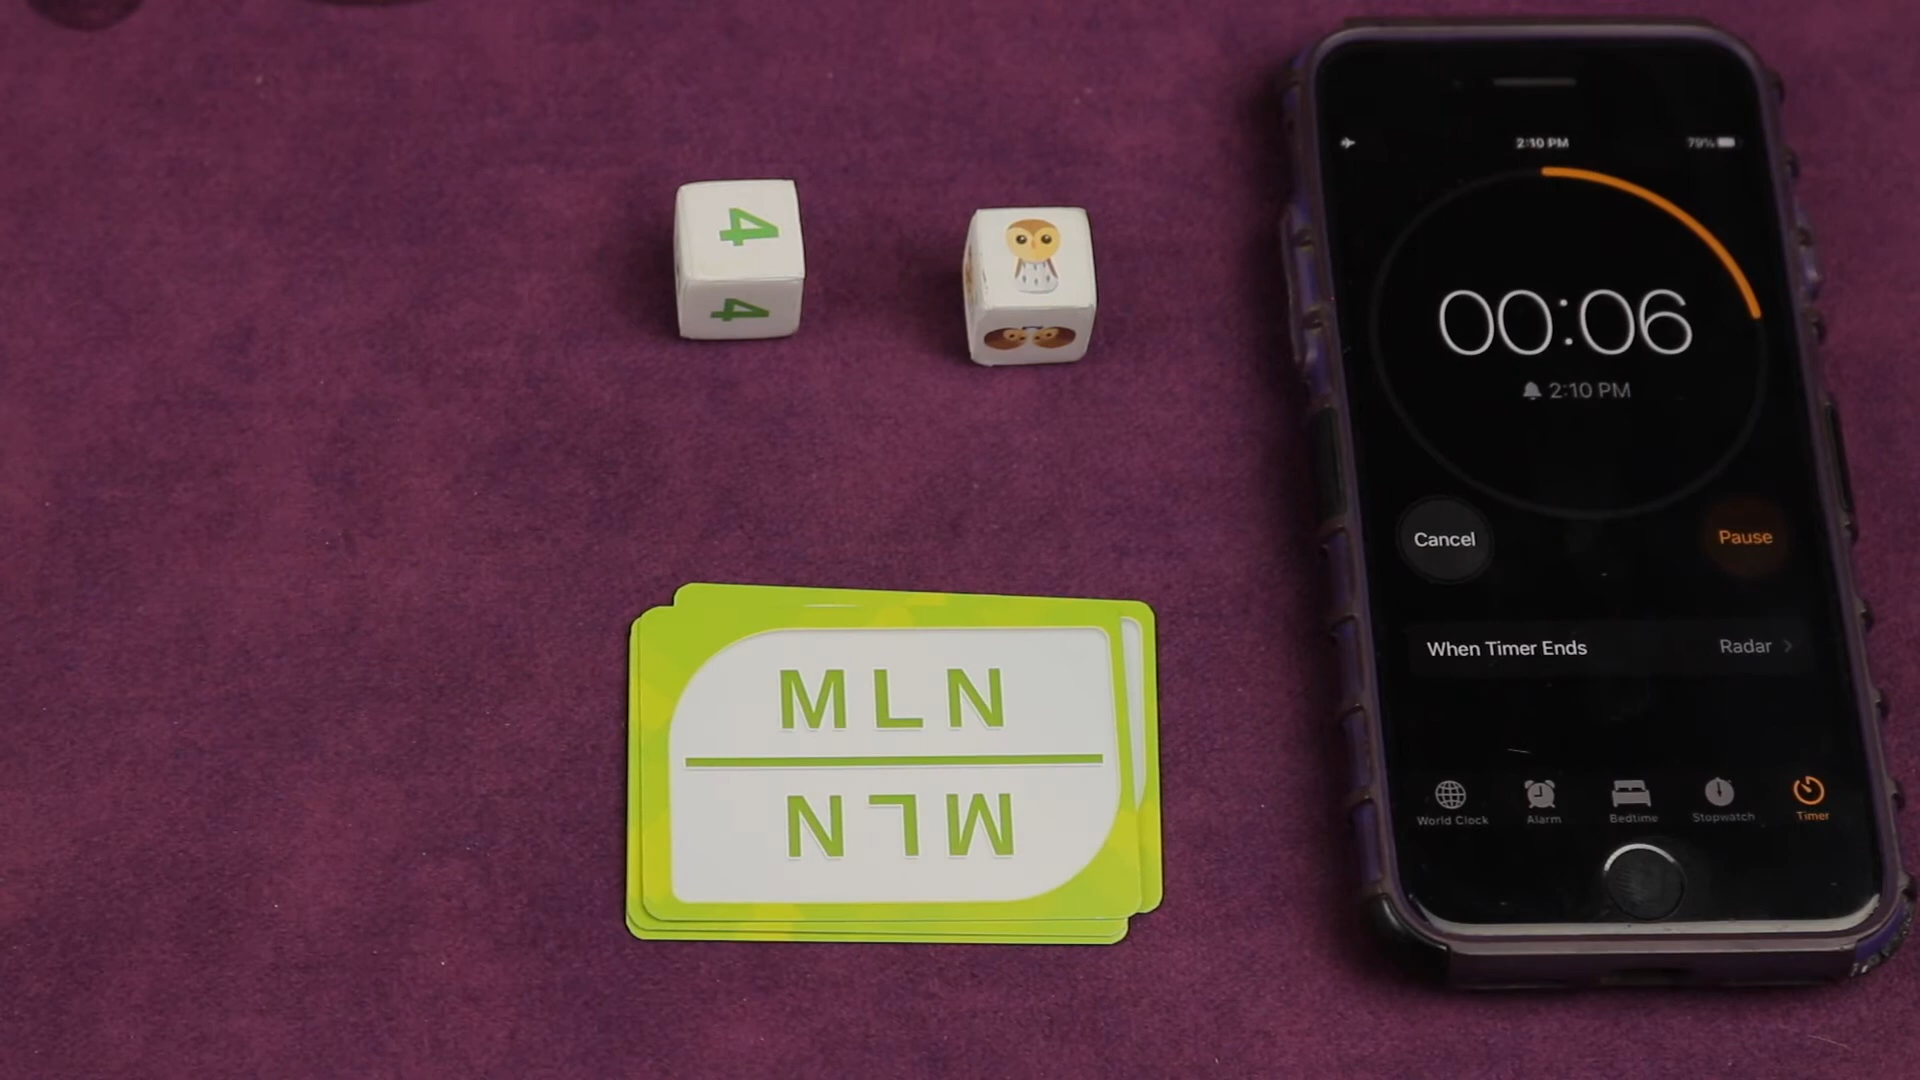 4
4
MLN
MLN
2:10 PM 79%
00:06
2:10 PM
Cancel Pause
When Timer Ends Radar
World Clock Alarm Bedtime Stopwatch Timer